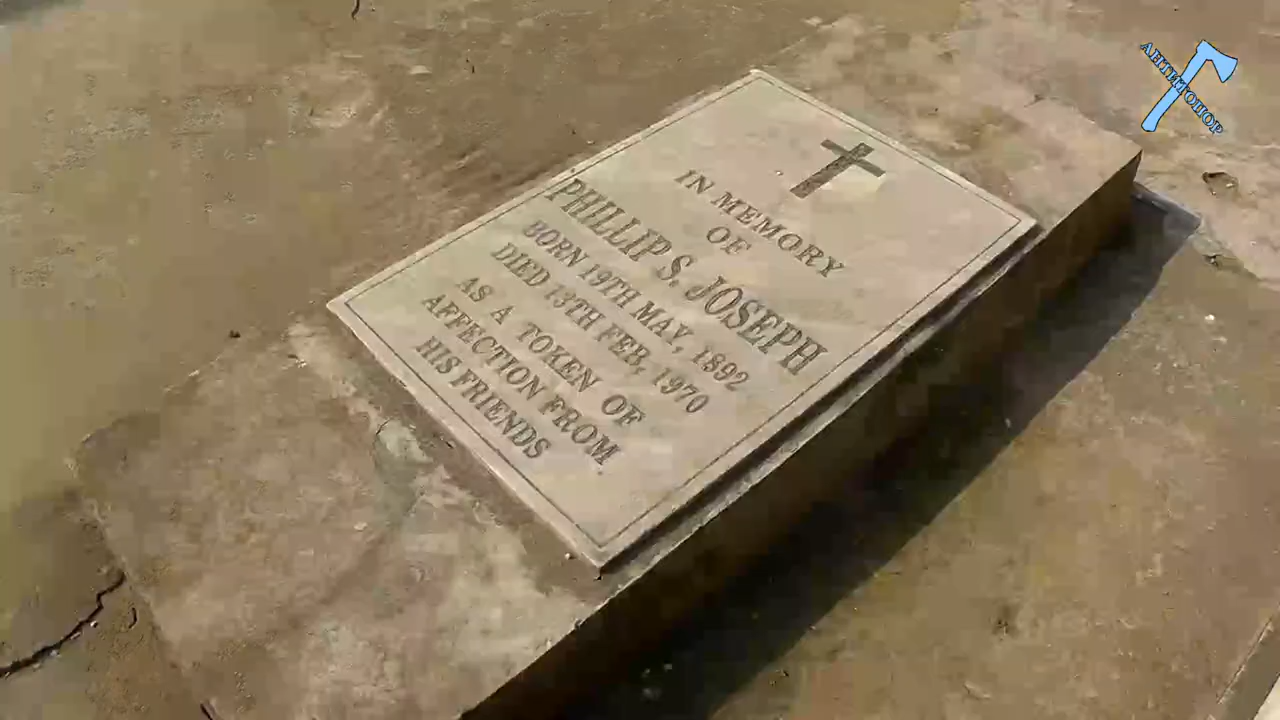 IN MEMORY
OF
PHILLIP S. JOSEPH
BORN 19TH MAY, 1892
DIED 13TH FEB, 1970
AS A TOKEN OF
AFFECTION FROM
HIS FRIENDS
АНТИТОПОР